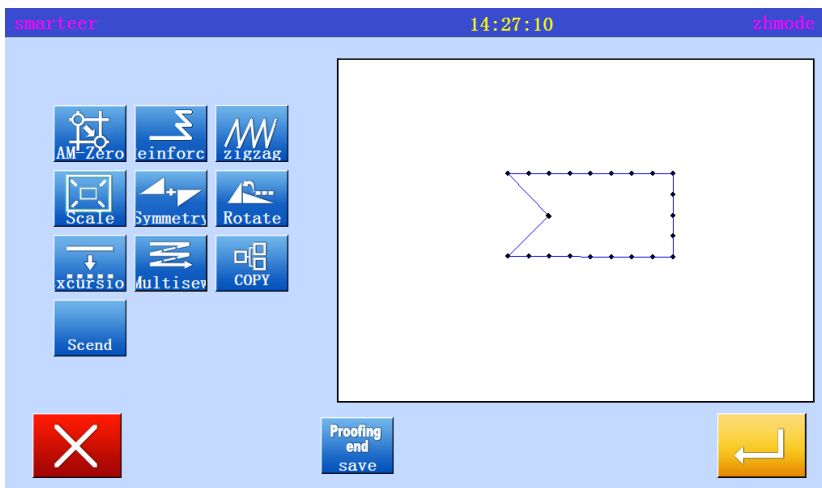 smarteer 14:27:10 zhmode
AM-Zero einforc zigzag
Scale Symmetry Rotate
xcursio Multisew COPY
Scend
Proofing
end
save